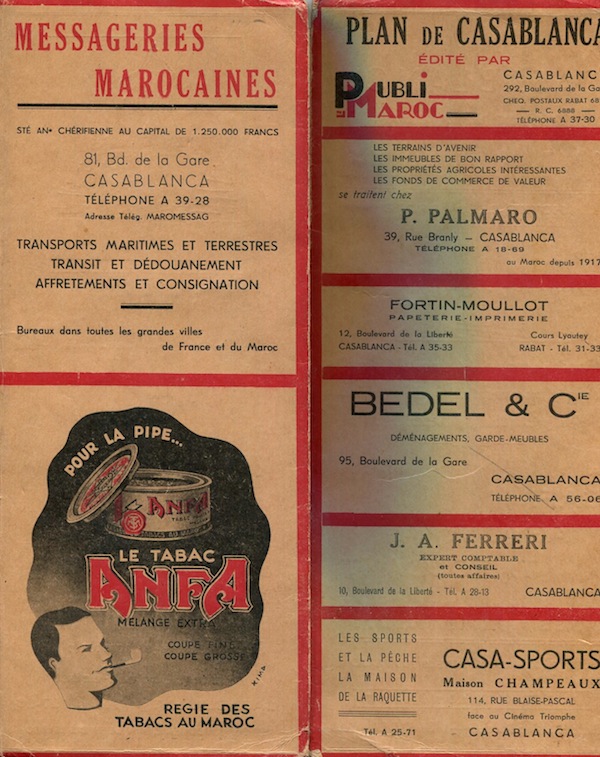 MESSAGERIES
MAROCAINES
STÉ ANᵉ CHÉRIFIENNE AU CAPITAL DE 1.250.000 FRANCS
81, Bd. de la Gare
CASABLANCA
TÉLÉPHONE A 39-28
Adresse Télég. MAROMESSAG
TRANSPORTS MARITIMES ET TERRESTRES
TRANSIT ET DÉDOUANEMENT
AFFRETEMENTS ET CONSIGNATION
Bureaux dans toutes les grandes villes
de France et du Maroc
POUR LA PIPE...
ANFA
LE TABAC
ANFA
MÉLANGE EXTRA
COUPE FINE
COUPE GROSSE
KIMA
REGIE DES
TABACS AU MAROC
PLAN DE CASABLANCA
ÉDITÉ PAR
PUBLI
MAROC
CASABLANC
292, Boulevard de la Ga
CHEQ. POSTAUX RABAT 68
— R. C. 6888 —
TÉLÉPHONE A 37-30
LES TERRAINS D'AVENIR
LES IMMEUBLES DE BON RAPPORT
LES PROPRIÉTÉS AGRICOLES INTÉRESSANTES
LES FONDS DE COMMERCE DE VALEUR
se traitent chez
P. PALMARO
39, Rue Branly — CASABLANCA
TÉLÉPHONE A 18-69
au Maroc depuis 1917
FORTIN-MOULLOT
PAPETERIE-IMPRIMERIE
12, Boulevard de la Liberté
CASABLANCA - Tél. A 35-33
Cours Lyautey
RABAT - Tél. 31-33
BEDEL & Cᴵᴱ
DÉMÉNAGEMENTS, GARDE-MEUBLES
95, Boulevard de la Gare
CASABLANCA
TÉLÉPHONE A 56-06
J. A. FERRERI
EXPERT COMPTABLE
et CONSEIL
(toutes affaires)
10, Boulevard de la Liberté - Tél. A 28-13 CASABLANCA
LES SPORTS
ET LA PÊCHE
LA MAISON
DE LA RAQUETTE
Tél. A 25-71
CASA-SPORTS
Maison CHAMPEAUX
114, RUE BLAISE-PASCAL
face au Cinéma Triomphe
CASABLANCA